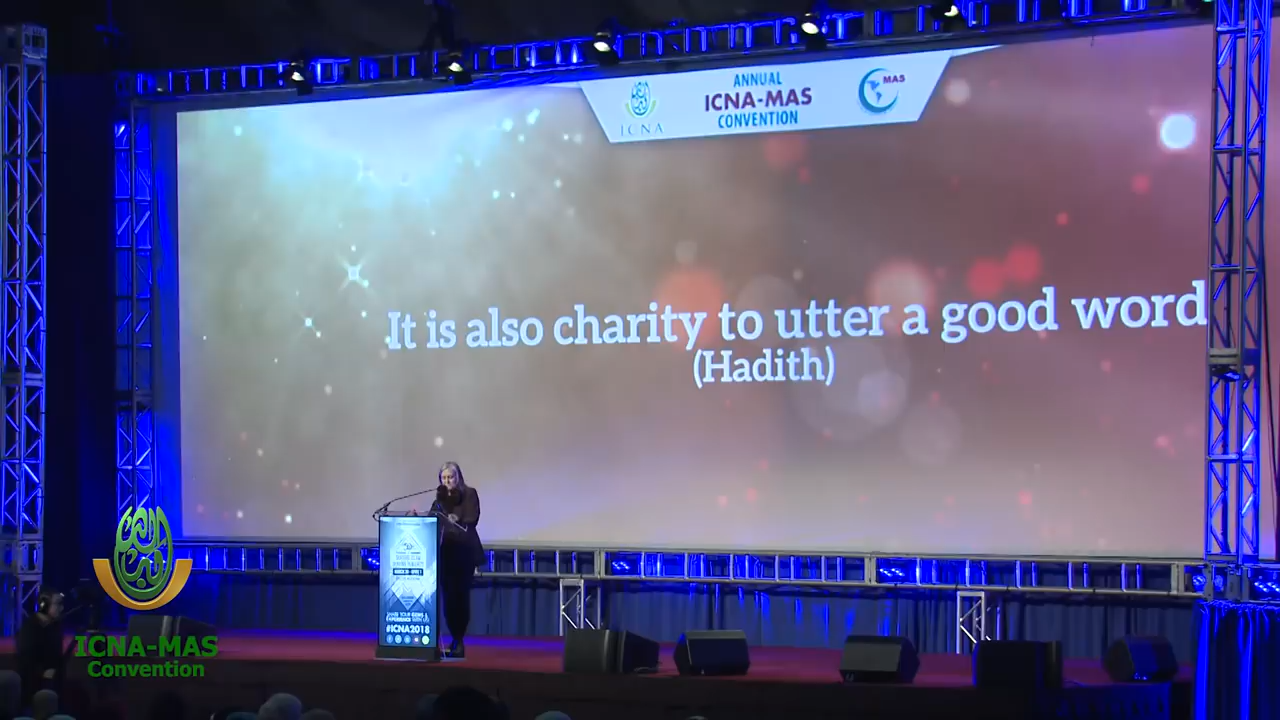 ANNUAL
ICNA-MAS
CONVENTION
ICNA
MAS
It is also charity to utter a good word
(Hadith)
#ICNA2018
ICNA-MAS
Convention